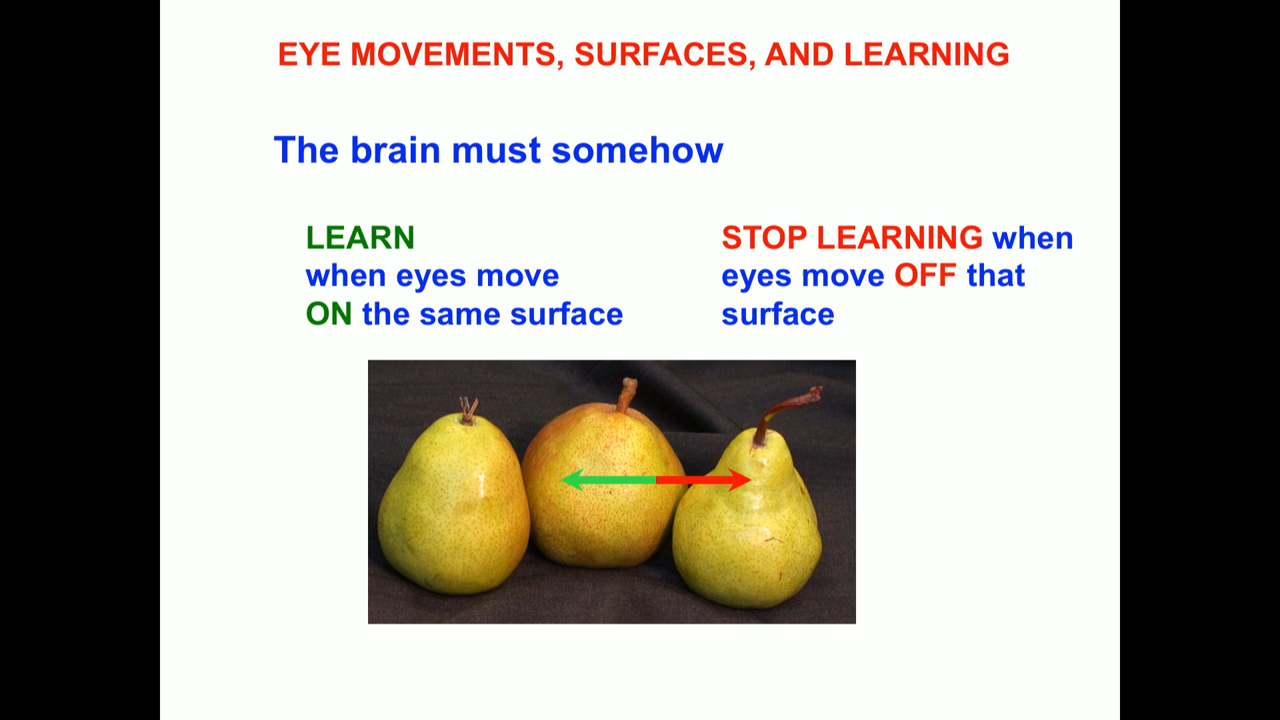 EYE MOVEMENTS, SURFACES, AND LEARNING
The brain must somehow
LEARN
when eyes move
ON the same surface
STOP LEARNING when
eyes move OFF that
surface